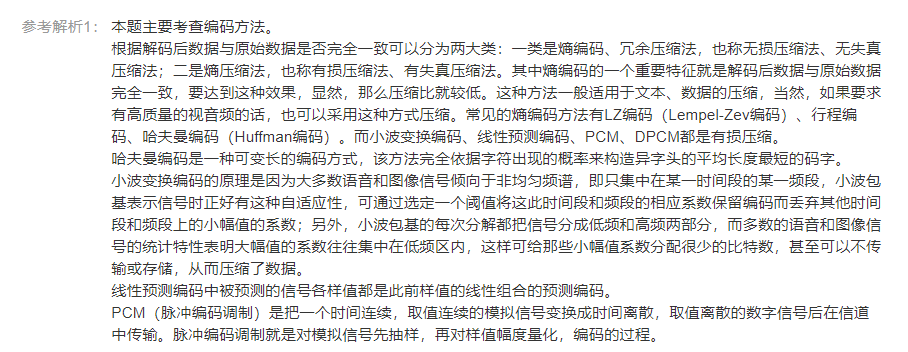 参考解析1： 本题主要考查编码方法。
根据解码后数据与原始数据是否完全一致可以分为两大类：一类是熵编码、冗余压缩法，也称无损压缩法、无失真
压缩法；二是熵压缩法，也称有损压缩法、有失真压缩法。其中熵编码的一个重要特征就是解码后数据与原始数据
完全一致，要达到这种效果，显然，那么压缩比就较低。这种方法一般适用于文本、数据的压缩，当然，如果要求
有高质量的视音频的话，也可以采用这种方式压缩。常见的熵编码方法有LZ编码（Lempel-Zev编码）、行程编
码、哈夫曼编码（Huffman编码）。而小波变换编码、线性预测编码、PCM、DPCM都是有损压缩。
哈夫曼编码是一种可变长的编码方式，该方法完全依据字符出现的概率来构造异字头的平均长度最短的码字。
小波变换编码的原理是因为大多数语音和图像信号倾向于非均匀频谱，即只集中在某一时间段的某一频段，小波包
基表示信号时正好有这种自适应性，可通过选定一个阈值将这此时间段和频段的相应系数保留编码而丢弃其他时间
段和频段上的小幅值的系数；另外，小波包基的每次分解都把信号分成低频和高频两部分，而多数的语音和图像信
号的统计特性表明大幅值的系数往往集中在低频区内，这样可给那些小幅值系数分配很少的比特数，甚至可以不传
输或存储，从而压缩了数据。
线性预测编码中被预测的信号各样值都是此前样值的线性组合的预测编码。
PCM（脉冲编码调制）是把一个时间连续，取值连续的模拟信号变换成时间离散，取值离散的数字信号后在信道
中传输。脉冲编码调制就是对模拟信号先抽样，再对样值幅度量化，编码的过程。